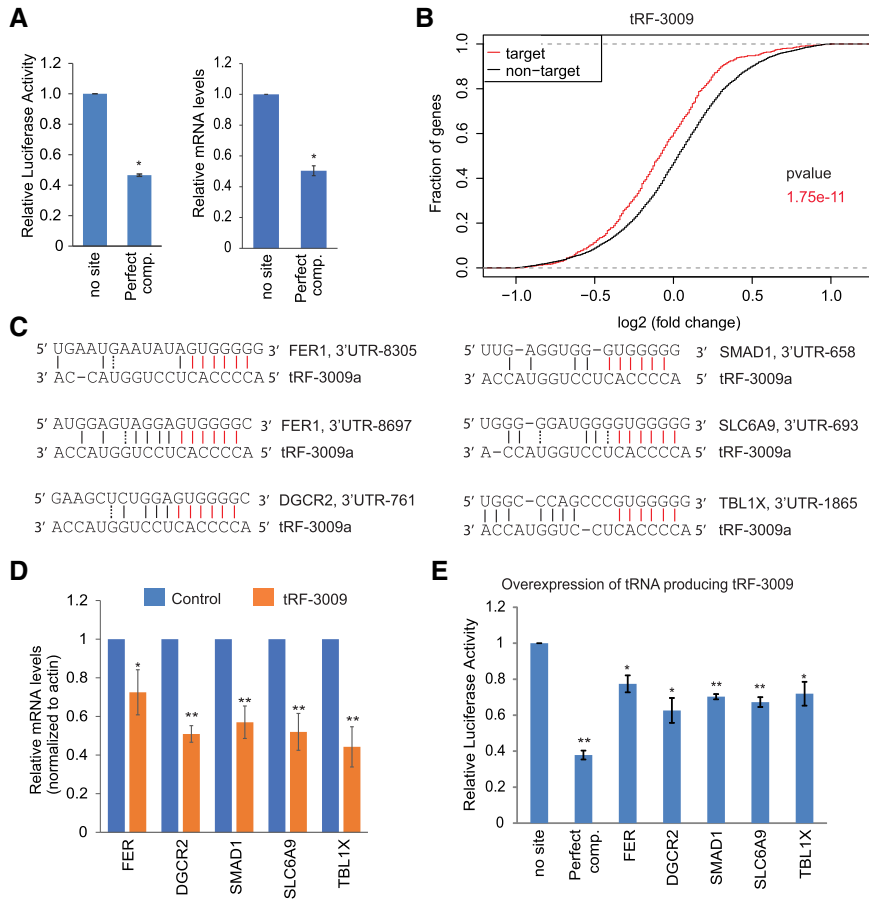 A
Relative Luciferase Activity
1.2
1
0.8
0.6
0.4
0.2
0
*
no site
Perfect comp.
Relative mRNA levels
1.2
1
0.8
0.6
0.4
0.2
0
*
no site
Perfect comp.
B
tRF-3009
target
non−target
Fraction of genes
1.0
0.8
0.6
0.4
0.2
0.0
pvalue
1.75e-11
−1.0 −0.5 0.0 0.5 1.0
log2 (fold change)
C
5′ UGAAUGAAUAUAGUGGGGG 3′ FER1, 3′UTR-8305
AC-CAUGGUCCUCACCCCA 5′ tRF-3009a
5′ AUGGAGUAGGAGUGGGGC 3′ FER1, 3′UTR-8697
3′ ACCAUGGUCCUCACCCCA 5′ tRF-3009a
5′ GAAGCUCUGGAGUGGGGC 3′ DGCR2, 3′UTR-761
3′ ACCAUGGUCCUCACCCCA 5′ tRF-3009a
5′ UUG-AGGUGG-GUGGGGG 3′ SMAD1, 3′UTR-658
3′ ACCAUGGUCCUCACCCCA 5′ tRF-3009a
5′ UGGG-GGAUGGGGUGGGGG 3′ SLC6A9, 3′UTR-693
3′ A-CCAUGGUCCUCACCCCA 5′ tRF-3009a
5′ UGGC-CCAGCCCGUGGGGG 3′ TBL1X, 3′UTR-1865
3′ ACCAUGGUC-CUCACCCCA 5′ tRF-3009a
D
Control
tRF-3009
Relative mRNA levels
(normalized to actin)
1.2
1
0.8
0.6
0.4
0.2
0
* ** ** ** **
FER
DGCR2
SMAD1
SLC6A9
TBL1X
E
Overexpression of tRNA producing tRF-3009
Relative Luciferase Activity
1.2
1
0.8
0.6
0.4
0.2
0
** * * ** ** *
no site
Perfect comp.
FER
DGCR2
SMAD1
SLC6A9
TBL1X